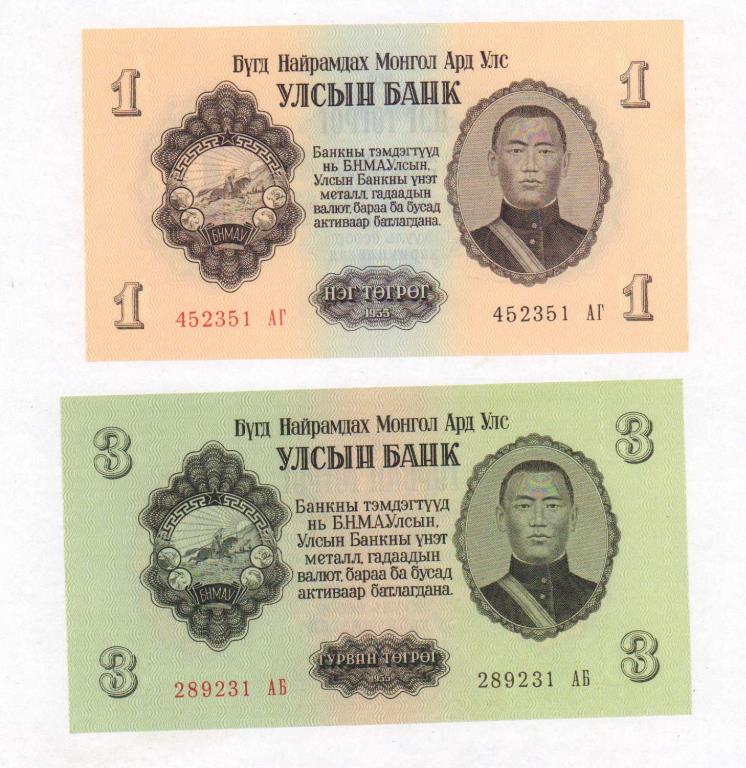 1
Бүгд Найрамдах Монгол Ард Улс
1
УЛСЫН БАНК
Банкны тэмдэгтүүд
нь Б.Н.М.А.Улсын,
Улсын Банкны үнэт
металл, гадаадын
валют, бараа ба бусад
активаар батлагдана.
БНМАУ
НЭГ ТӨГРӨГ
1955
1
452351 АГ
452351 АГ
1
3
Бүгд Найрамдах Монгол Ард Улс
3
УЛСЫН БАНК
Банкны тэмдэгтүүд
нь Б.Н.М.А.Улсын,
Улсын Банкны үнэт
металл, гадаадын
валют, бараа ба бусад
активаар батлагдана.
БНМАУ
ГУРВАН ТӨГРӨГ
1955
3
289231 АБ
289231 АБ
3